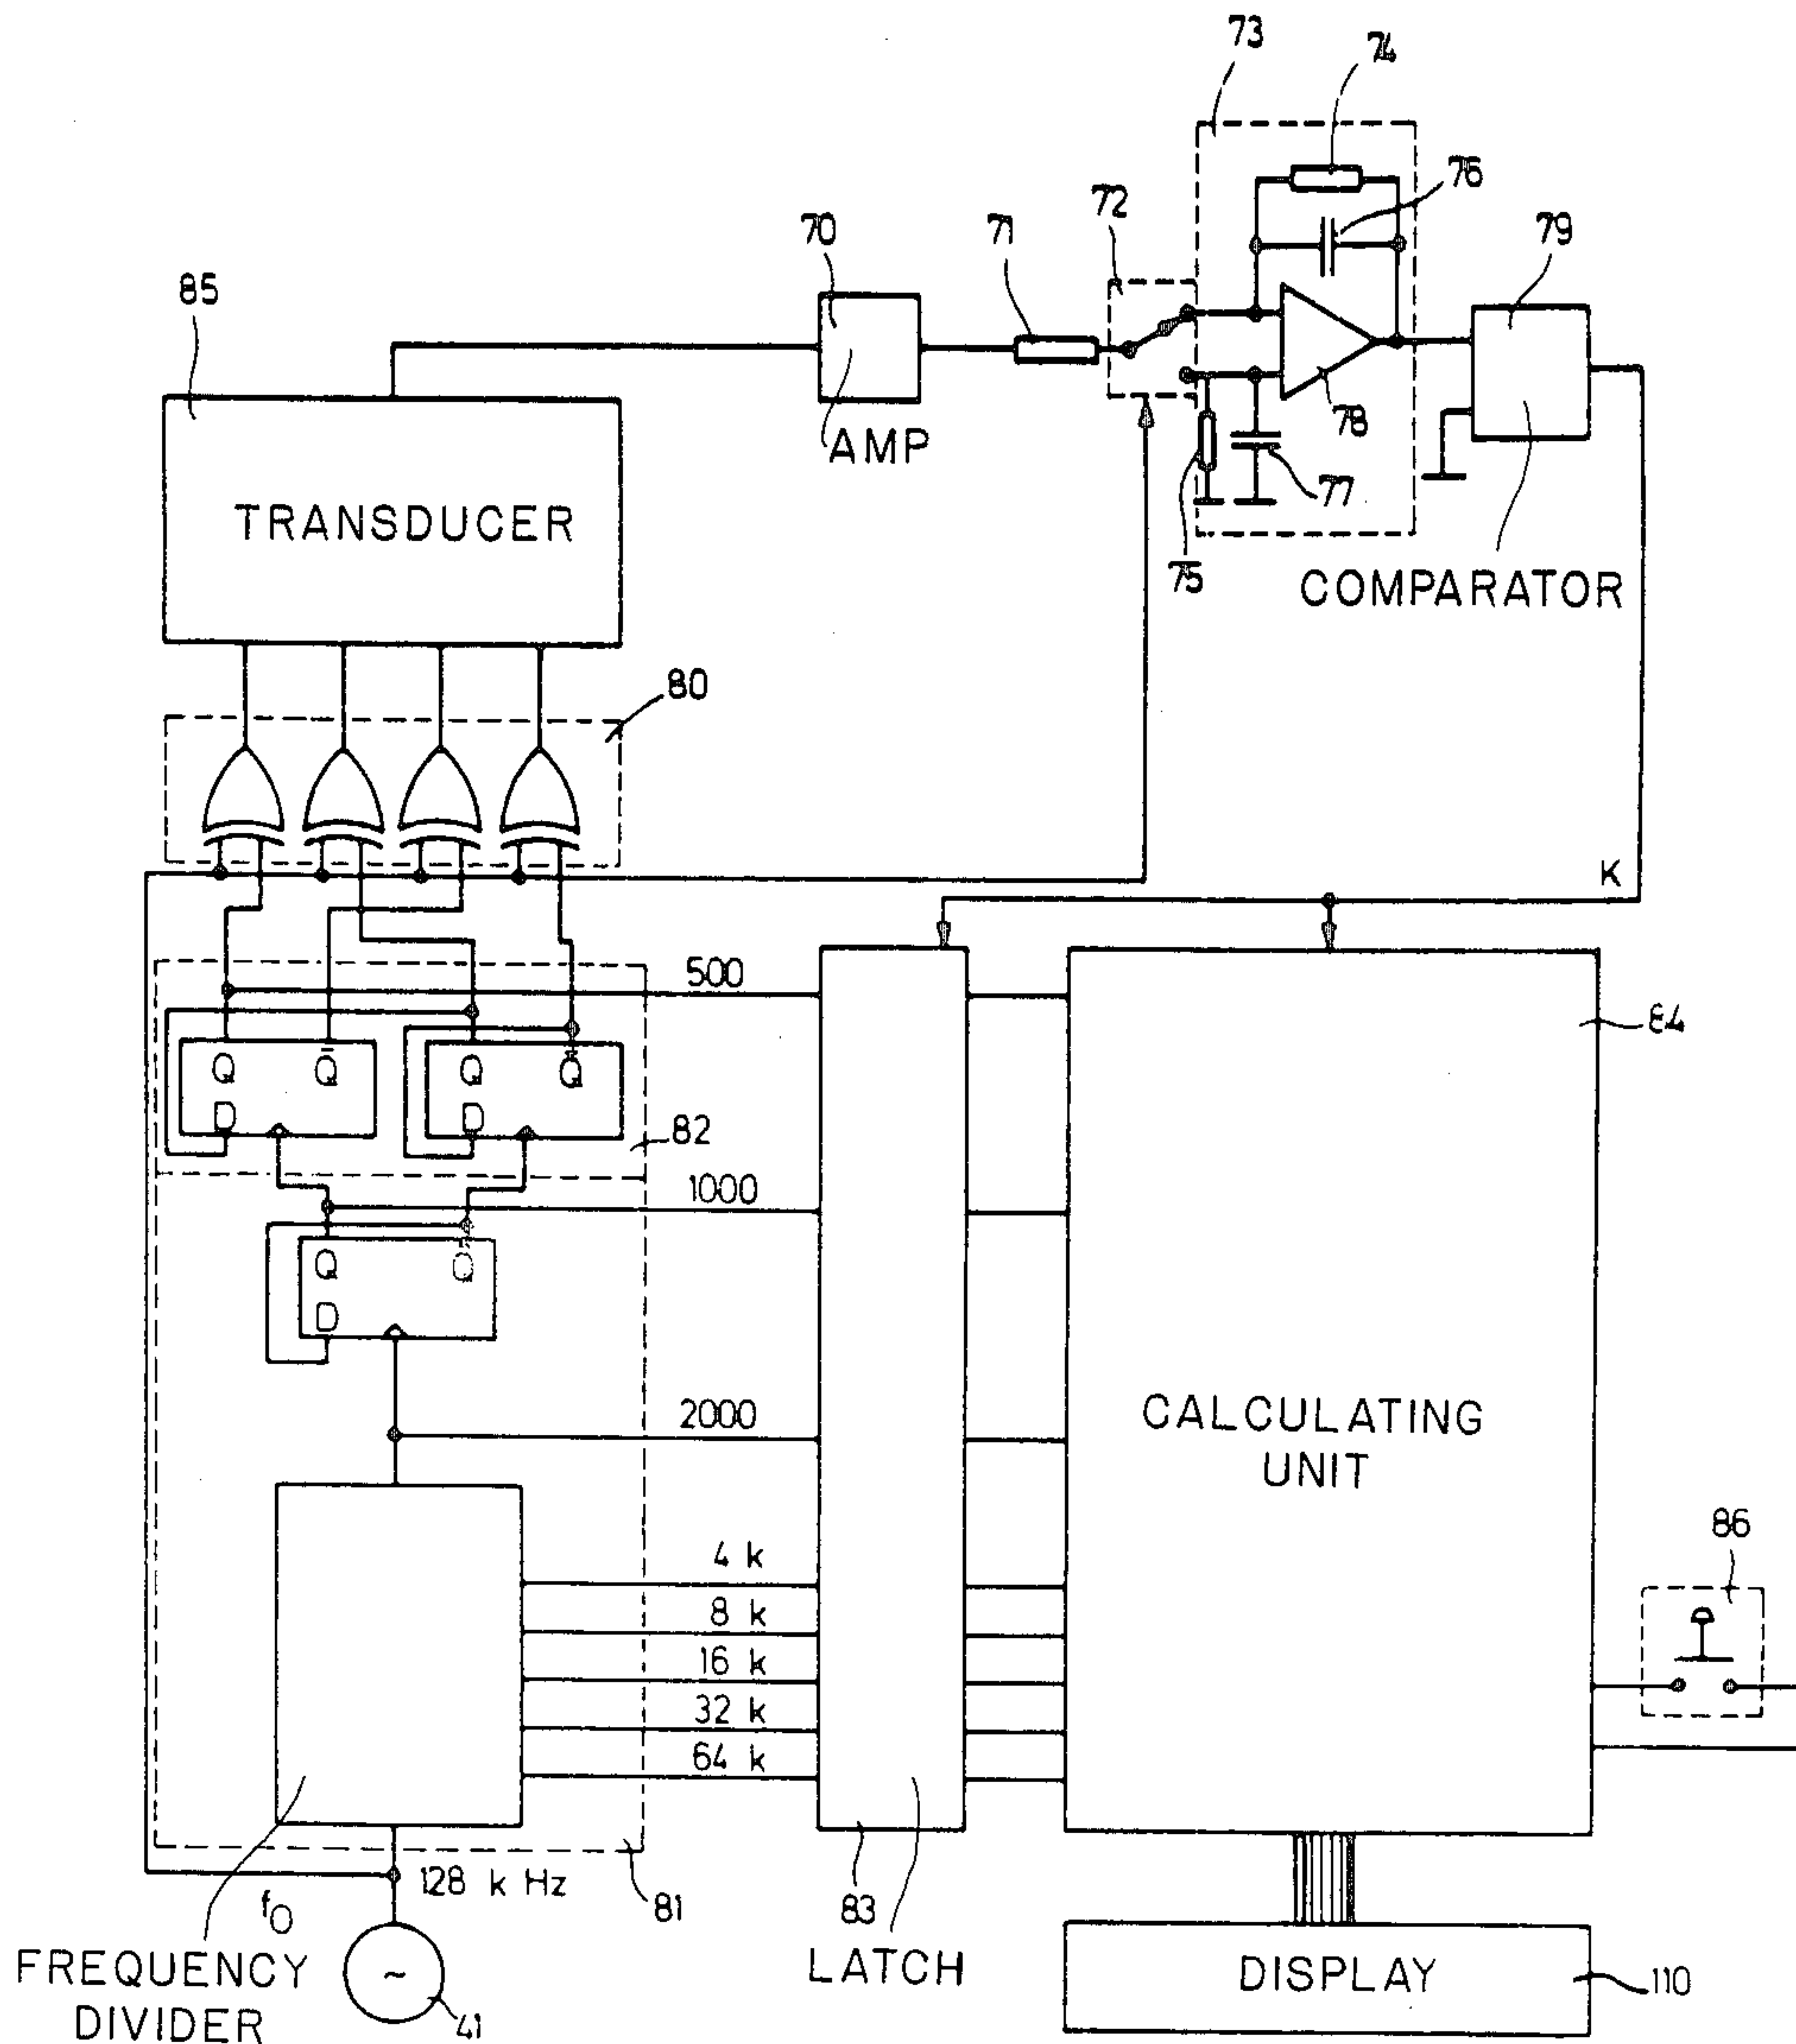 73
74
76
72
70
71
79
85
AMP
78
77
75
TRANSDUCER
COMPARATOR
80
K
500
84
Q Q̅ Q Q̅
D D
82
1000
Q Q̅
D
2000
CALCULATING
UNIT
86
4 k
8 k
16 k
32 k
64 k
128 k Hz
81
83
f0
FREQUENCY
DIVIDER
41
LATCH
DISPLAY
110